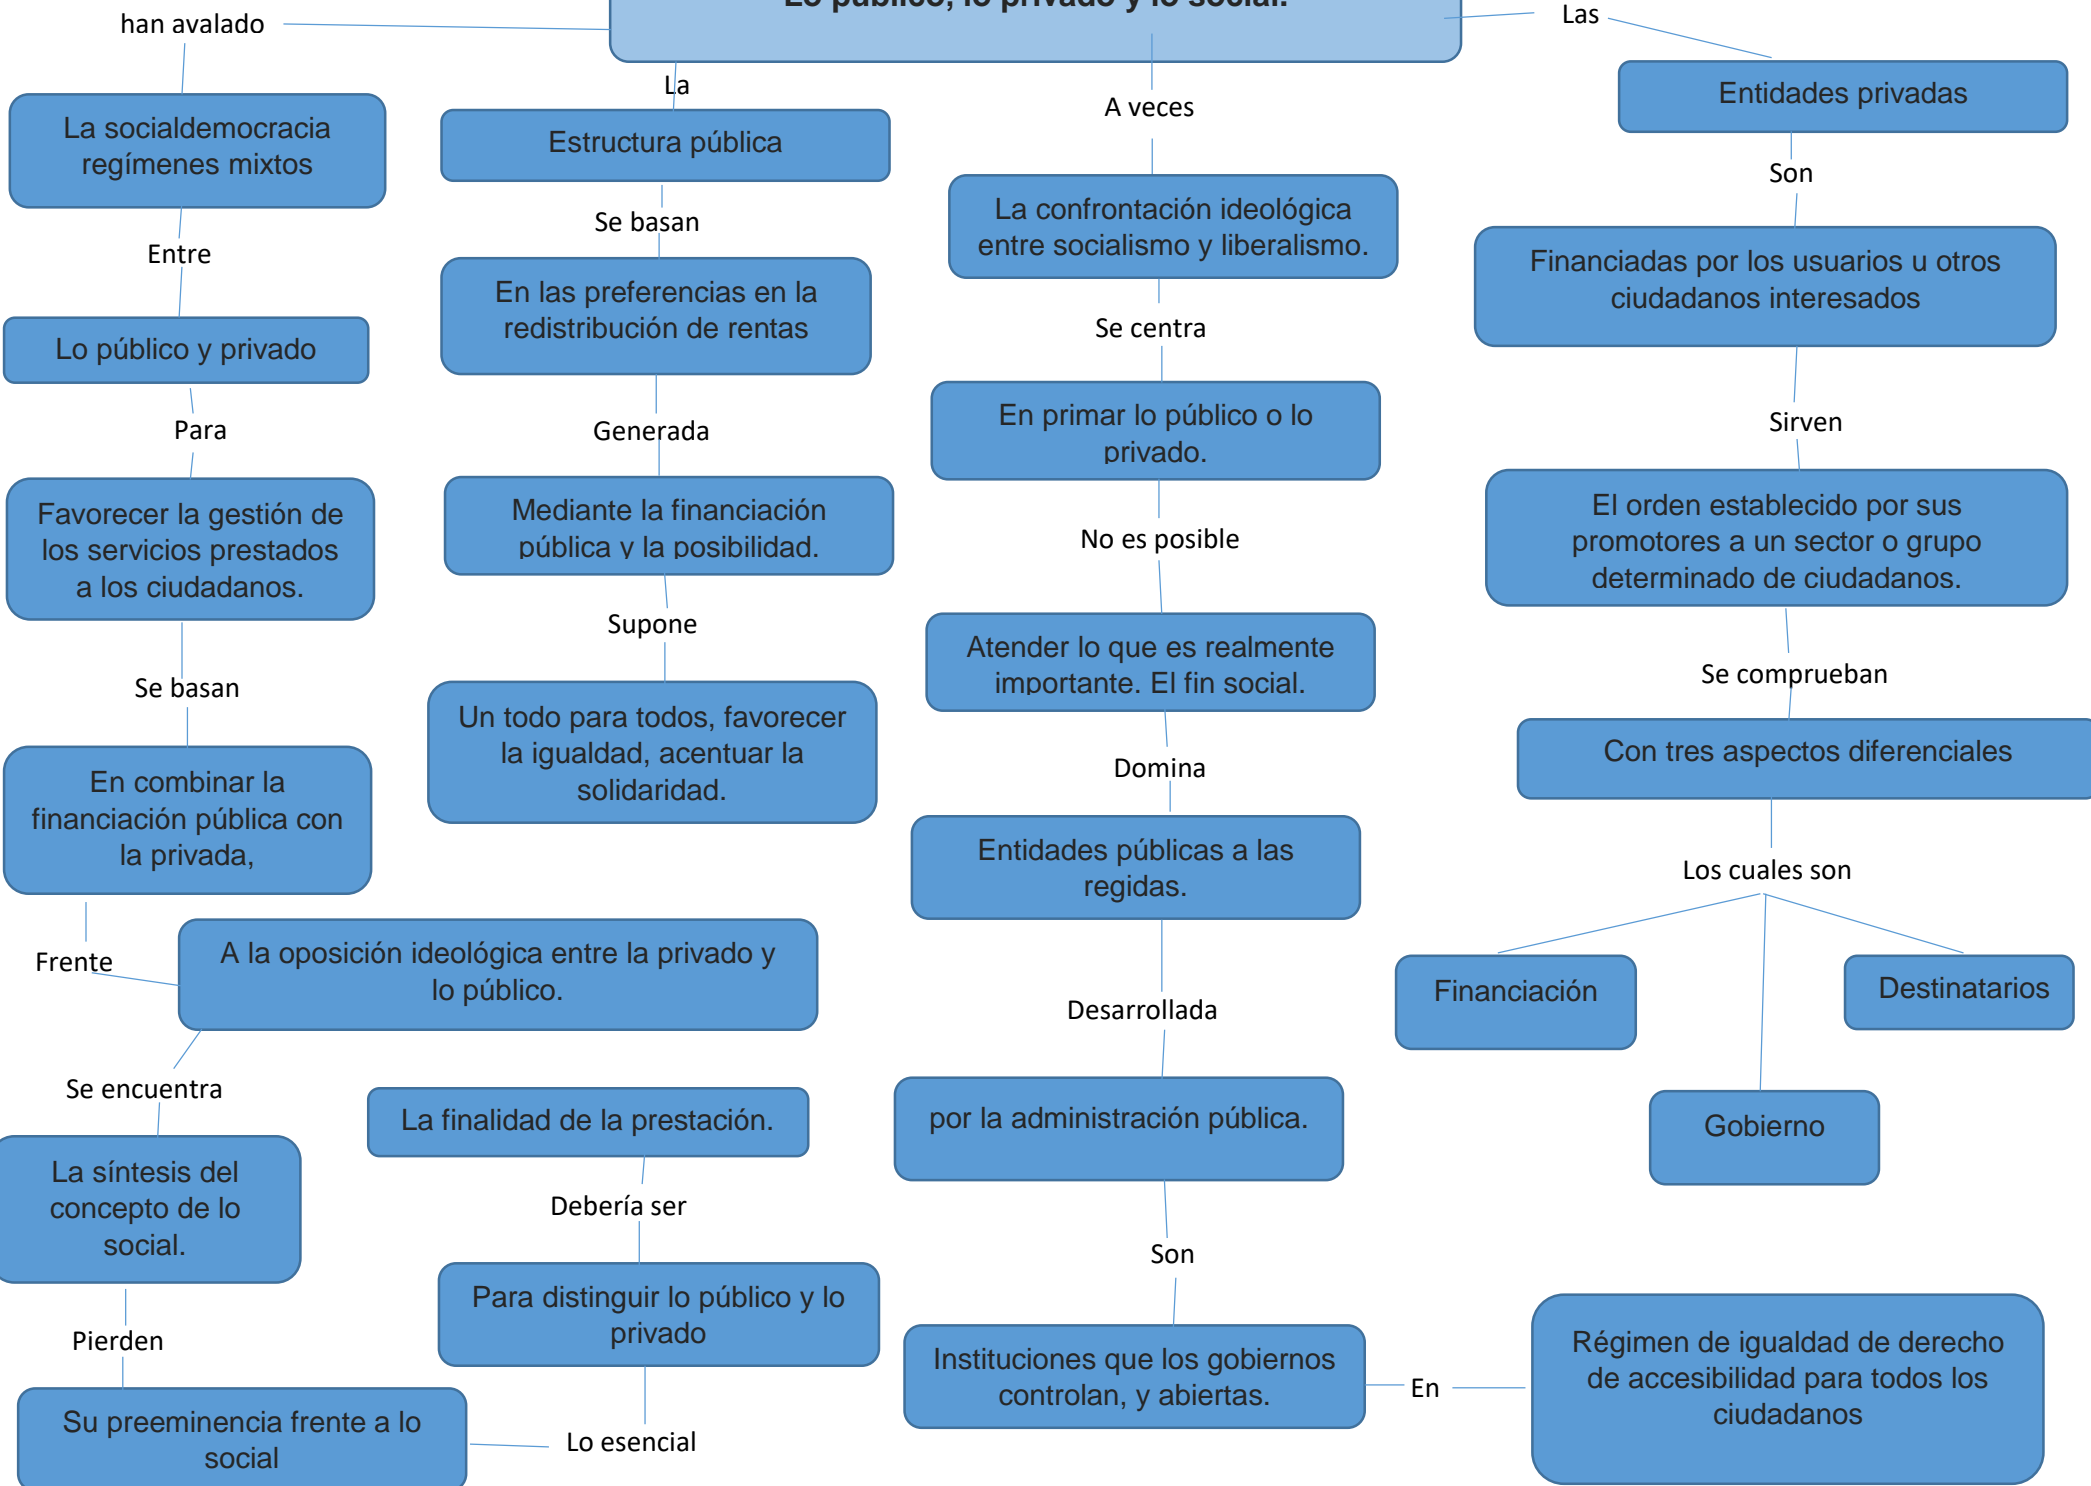 Lo público, lo privado y lo social.
han avalado
La socialdemocracia
regímenes mixtos
Entre
Lo público y privado
Para
Favorecer la gestión de
los servicios prestados
a los ciudadanos.
Se basan
En combinar la
financiación pública con
la privada,
Frente
A la oposición ideológica entre la privado y
lo público.
Se encuentra
La síntesis del
concepto de lo
social.
Pierden
Su preeminencia frente a lo
social
Lo esencial
Para distinguir lo público y lo
privado
Debería ser
La finalidad de la prestación.
La
Estructura pública
Se basan
En las preferencias en la
redistribución de rentas
Generada
Mediante la financiación
pública y la posibilidad.
Supone
Un todo para todos, favorecer
la igualdad, acentuar la
solidaridad.
A veces
La confrontación ideológica
entre socialismo y liberalismo.
Se centra
En primar lo público o lo
privado.
No es posible
Atender lo que es realmente
importante. El fin social.
Domina
Entidades públicas a las
regidas.
Desarrollada
por la administración pública.
Son
Instituciones que los gobiernos
controlan, y abiertas.
En
Régimen de igualdad de derecho
de accesibilidad para todos los
ciudadanos
Las
Entidades privadas
Son
Financiadas por los usuarios u otros
ciudadanos interesados
Sirven
El orden establecido por sus
promotores a un sector o grupo
determinado de ciudadanos.
Se comprueban
Con tres aspectos diferenciales
Los cuales son
Financiación
Gobierno
Destinatarios